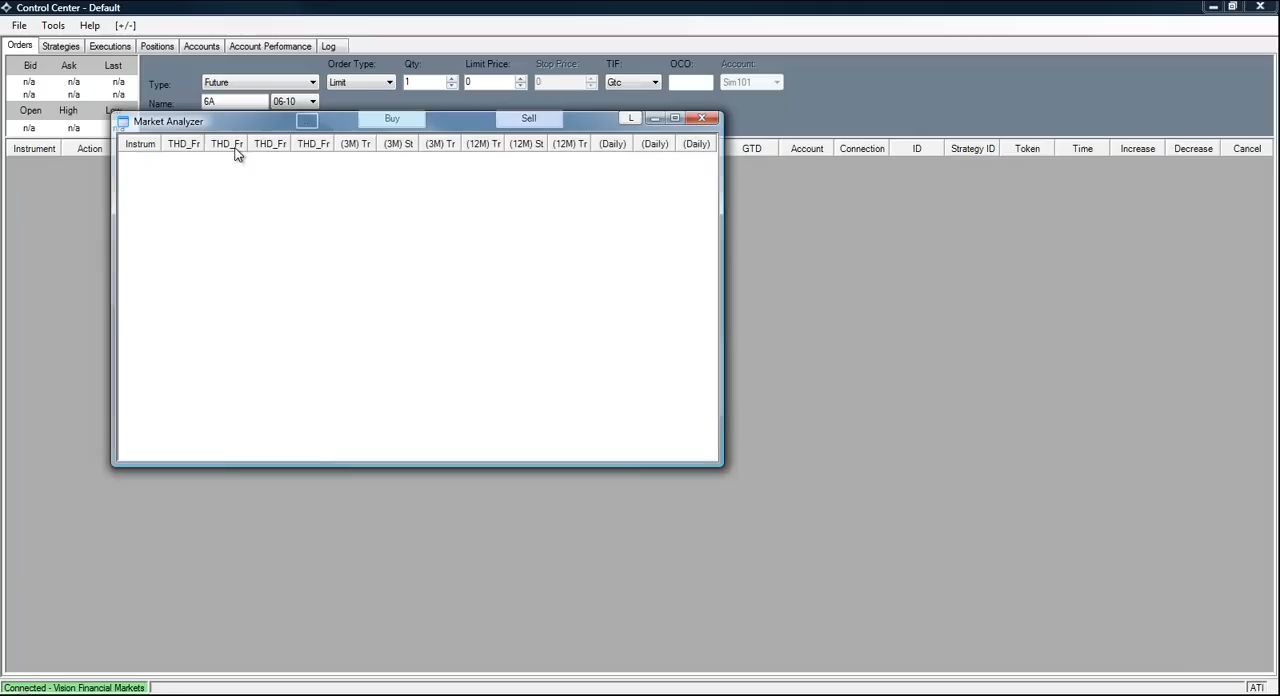 Control Center - Default
File Tools Help [+/-]
Orders Strategies Executions Positions Accounts Account Performance Log
Bid Ask Last
n/a n/a n/a
n/a n/a n/a
Open High Low
n/a n/a n/a
Order Type: Qty: Limit Price: Stop Price: TIF: OCO: Account:
Type: Future Limit 1 0 0 Gtc Sim101
Name: 6A 06-10
Market Analyzer Buy Sell L
Instrum THD_Fr THD_Fr THD_Fr THD_Fr (3M) Tr (3M) St (3M) Tr (12M) Tr (12M) St (12M) Tr (Daily) (Daily) (Daily)
Instrument Action GTD Account Connection ID Strategy ID Token Time Increase Decrease Cancel
Connected - Vision Financial Markets ATI